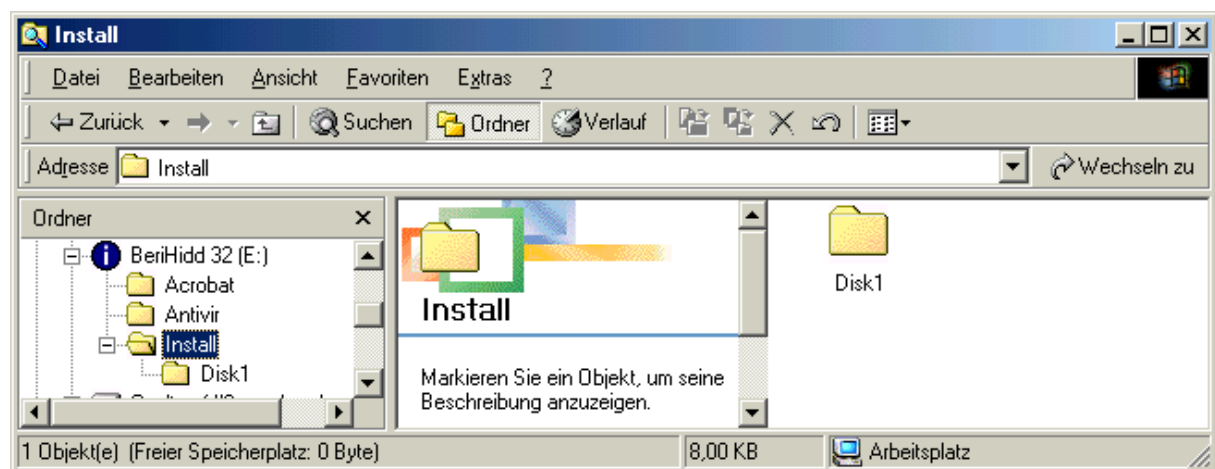 Install
Datei Bearbeiten Ansicht Favoriten Extras ?
Zurück Suchen Ordner Verlauf
Adresse Install Wechseln zu
Ordner
BeriHidd 32 (E:)
Acrobat
Antivir
Install
Disk1
Install
Markieren Sie ein Objekt, um seine
Beschreibung anzuzeigen.
Disk1
1 Objekt(e) (Freier Speicherplatz: 0 Byte) 8,00 KB Arbeitsplatz